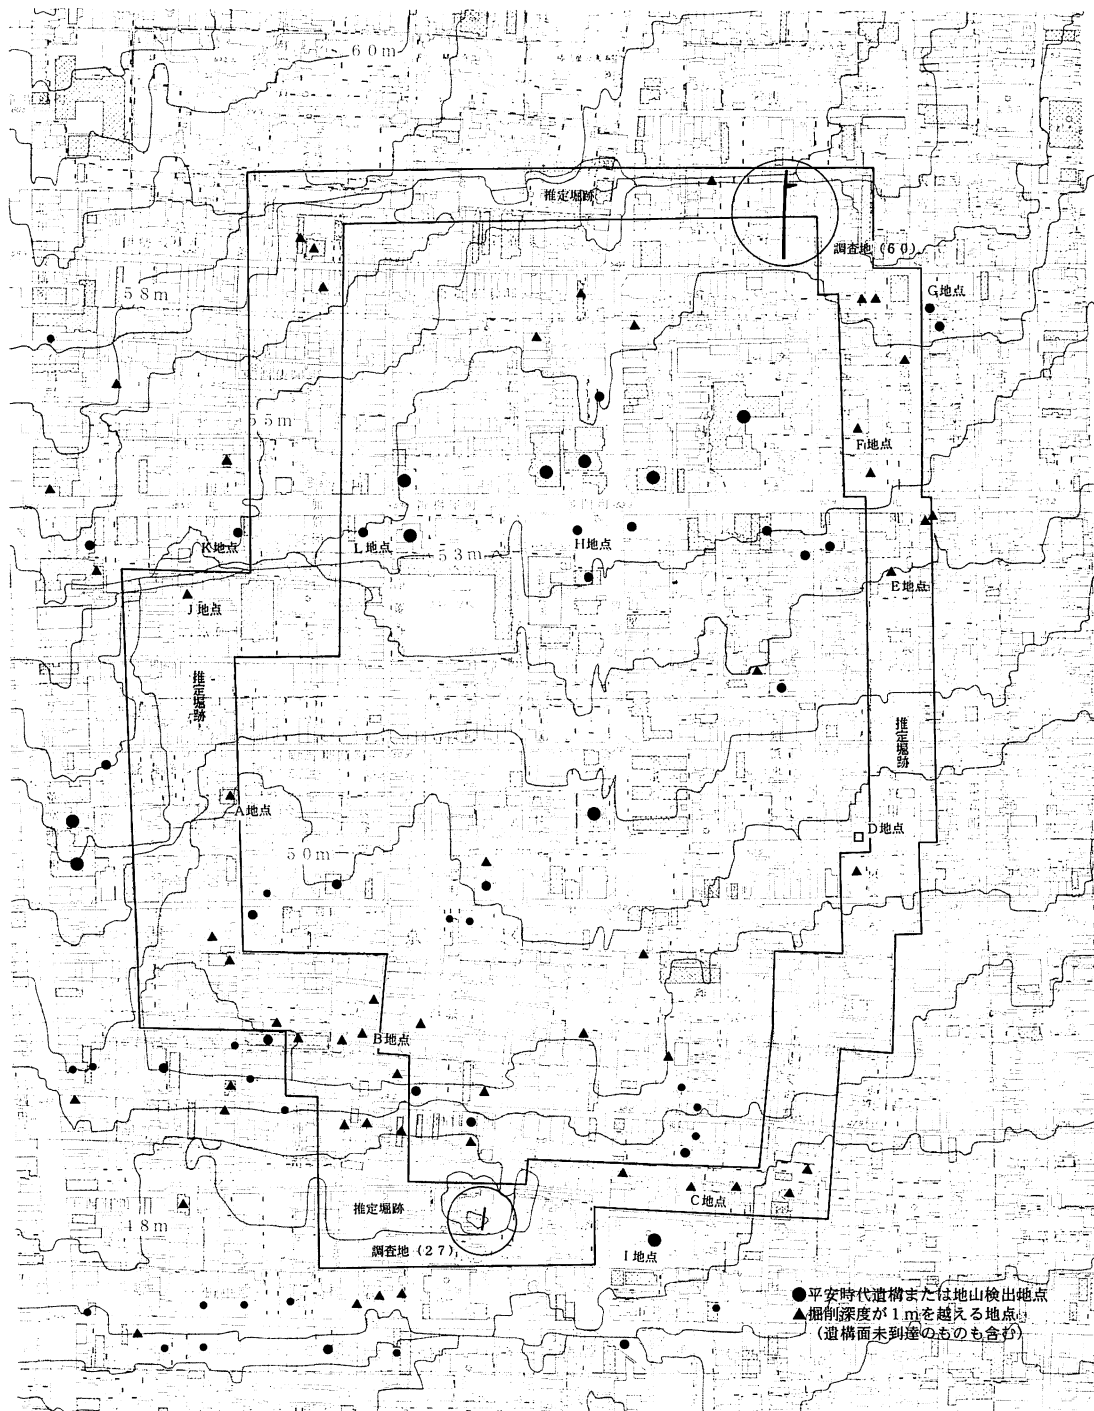 60m
推定堀跡
調査地(60)
G地点
58m
55m
F地点
K地点
L地点
53m
H地点
E地点
J地点
推定堀跡
推定堀跡
A地点
D地点
50m
B地点
C地点
推定堀跡
48m
調査地(27)
I地点
●平安時代遺構または地山検出地点
▲掘削深度が1mを越える地点
(遺構面未到達のものも含む)